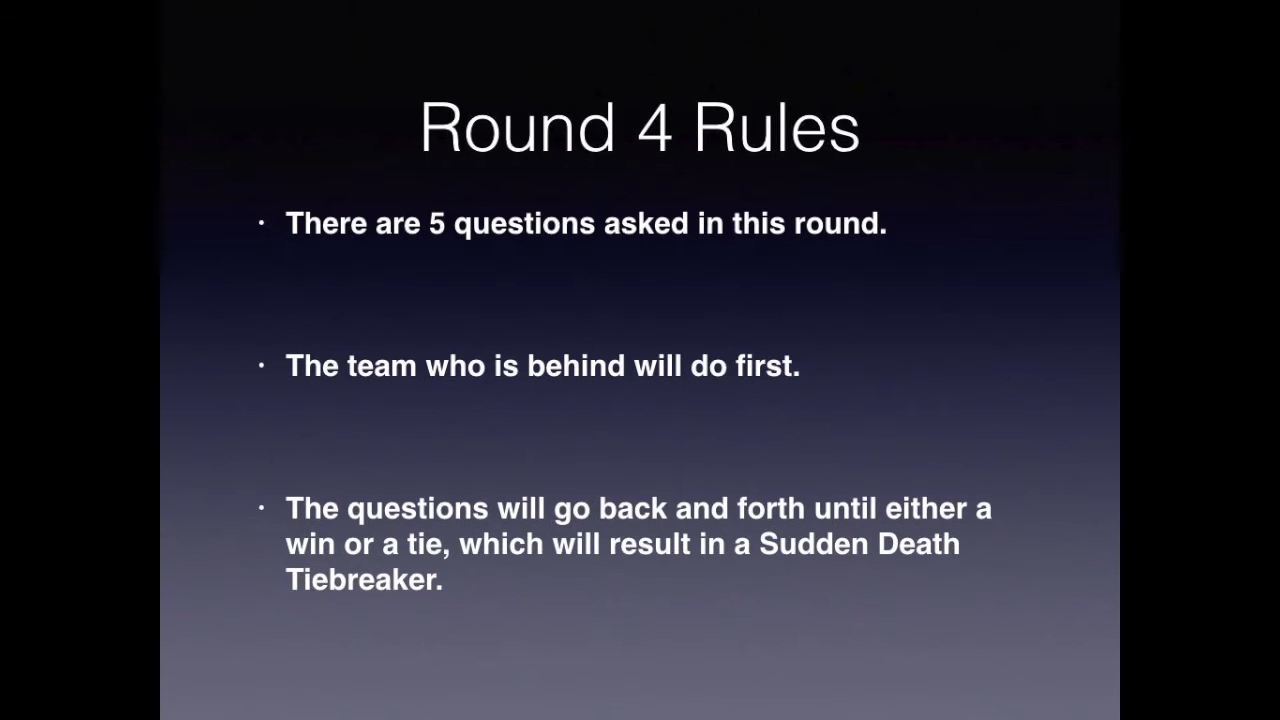 Round 4 Rules
· There are 5 questions asked in this round.
· The team who is behind will do first.
· The questions will go back and forth until either a
win or a tie, which will result in a Sudden Death
Tiebreaker.